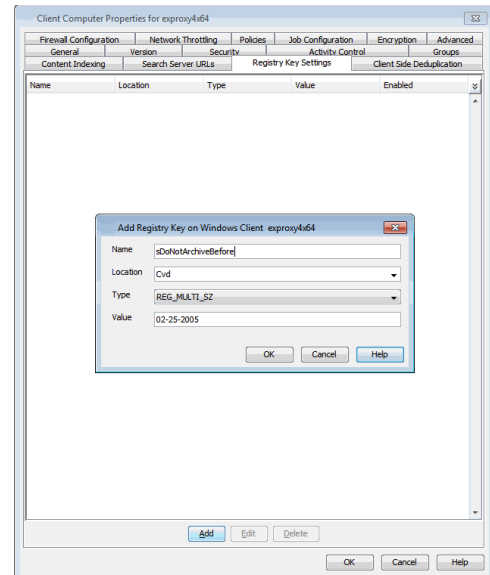 Client Computer Properties for exproxy4x64
Firewall Configuration Network Throttling Policies Job Configuration Encryption Advanced
General Version Security Activity Control Groups
Content Indexing Search Server URLs Registry Key Settings Client Side Deduplication
Name Location Type Value Enabled
Add Registry Key on Windows Client exproxy4x64
Name sDoNotArchiveBefore
Location Cvd
Type REG_MULTI_SZ
Value 02-25-2005
OK Cancel Help
Add Edit Delete
OK Cancel Help